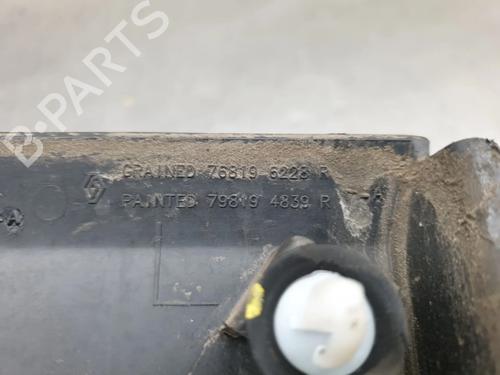 B-PARTS
GRAINED 76819 6228 R
PAINTED 79819 4839 R